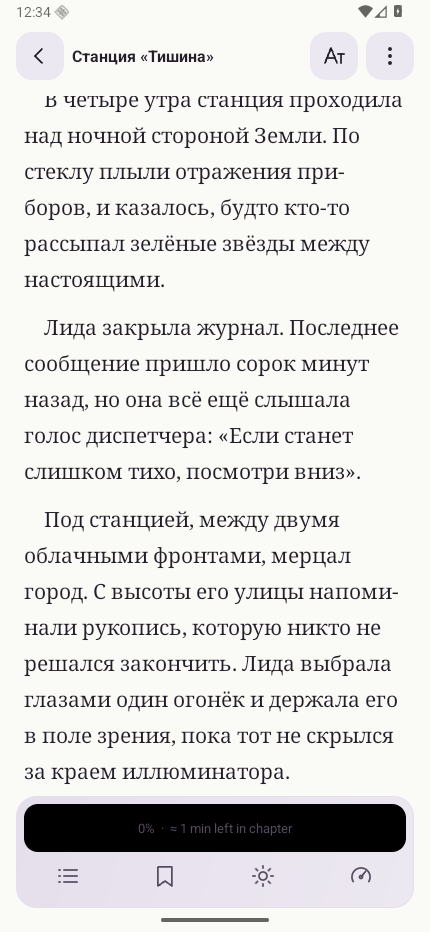 12:34
Станция «Тишина»
В четыре утра станция проходила
над ночной стороной Земли. По
стеклу плыли отражения при-
боров, и казалось, будто кто-то
рассыпал зелёные звёзды между
настоящими.
Лида закрыла журнал. Последнее
сообщение пришло сорок минут
назад, но она всё ещё слышала
голос диспетчера: «Если станет
слишком тихо, посмотри вниз».
Под станцией, между двумя
облачными фронтами, мерцал
город. С высоты его улицы напоми-
нали рукопись, которую никто не
решался закончить. Лида выбрала
глазами один огонёк и держала его
в поле зрения, пока тот не скрылся
за краем иллюминатора.
0% · ≈ 1 min left in chapter